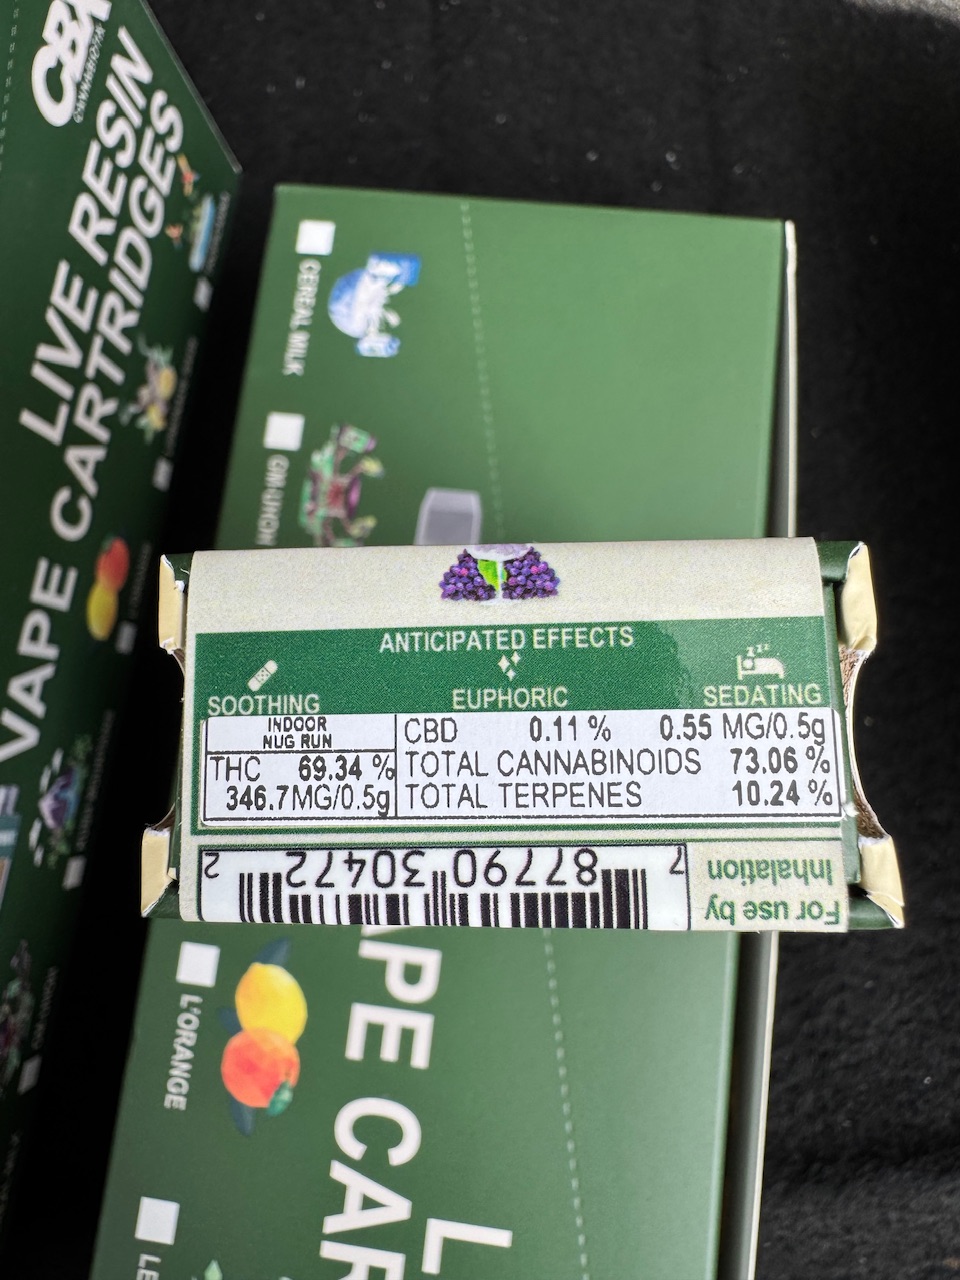 CBX
CANNABIOTIX
LIVE RESIN
VAPE CARTRIDGES
CEREAL MILK
ANTICIPATED EFFECTS
SOOTHING
EUPHORIC
SEDATING
INDOOR
NUG RUN
THC 69.34 %
346.7MG/0.5g
CBD 0.11 % 0.55 MG/0.5g
TOTAL CANNABINOIDS 73.06 %
TOTAL TERPENES 10.24 %
7 87790 30472 2
For use by
Inhalation
L'ORANGE
LE
PE CAR
L